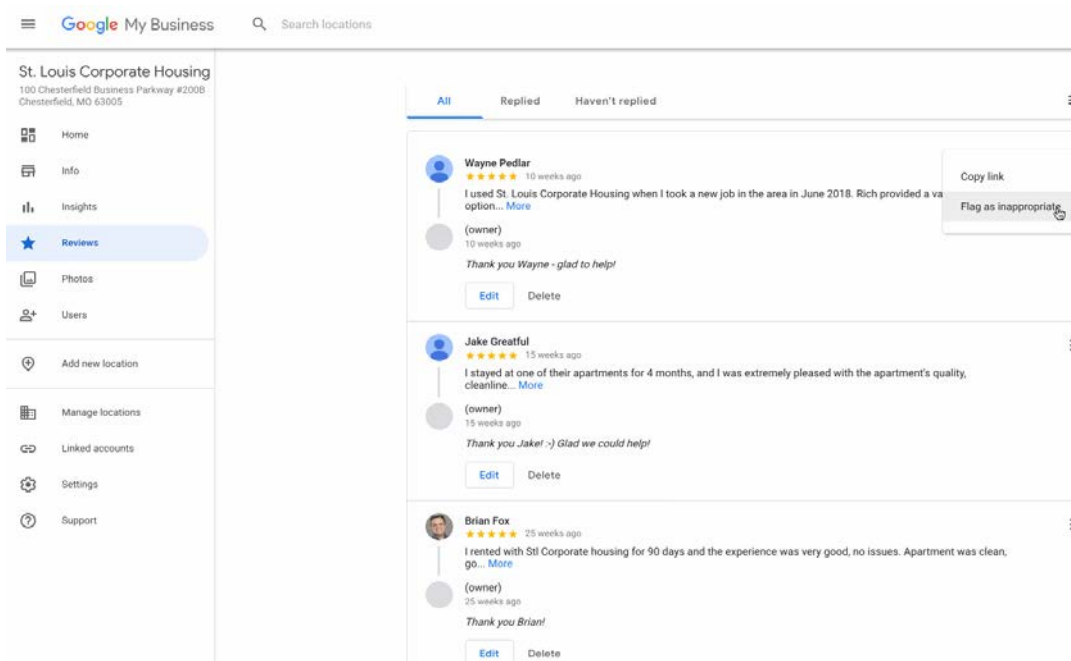 Google My Business
Search locations
St. Louis Corporate Housing
100 Chesterfield Business Parkway #200B
Chesterfield, MO 63005
Home
Info
Insights
Reviews
Photos
Users
Add new location
Manage locations
Linked accounts
Settings
Support
All Replied Haven't replied
Wayne Pedlar
10 weeks ago
I used St. Louis Corporate Housing when I took a new job in the area in June 2018. Rich provided a va
option... More
Copy link
Flag as inappropriate
(owner)
10 weeks ago
Thank you Wayne - glad to help!
Edit Delete
Jake Greatful
15 weeks ago
I stayed at one of their apartments for 4 months, and I was extremely pleased with the apartment's quality,
cleanline... More
(owner)
15 weeks ago
Thank you Jake! :-) Glad we could help!
Edit Delete
Brian Fox
25 weeks ago
I rented with Stl Corporate housing for 90 days and the experience was very good, no issues. Apartment was clean,
go... More
(owner)
25 weeks ago
Thank you Brian!
Edit Delete